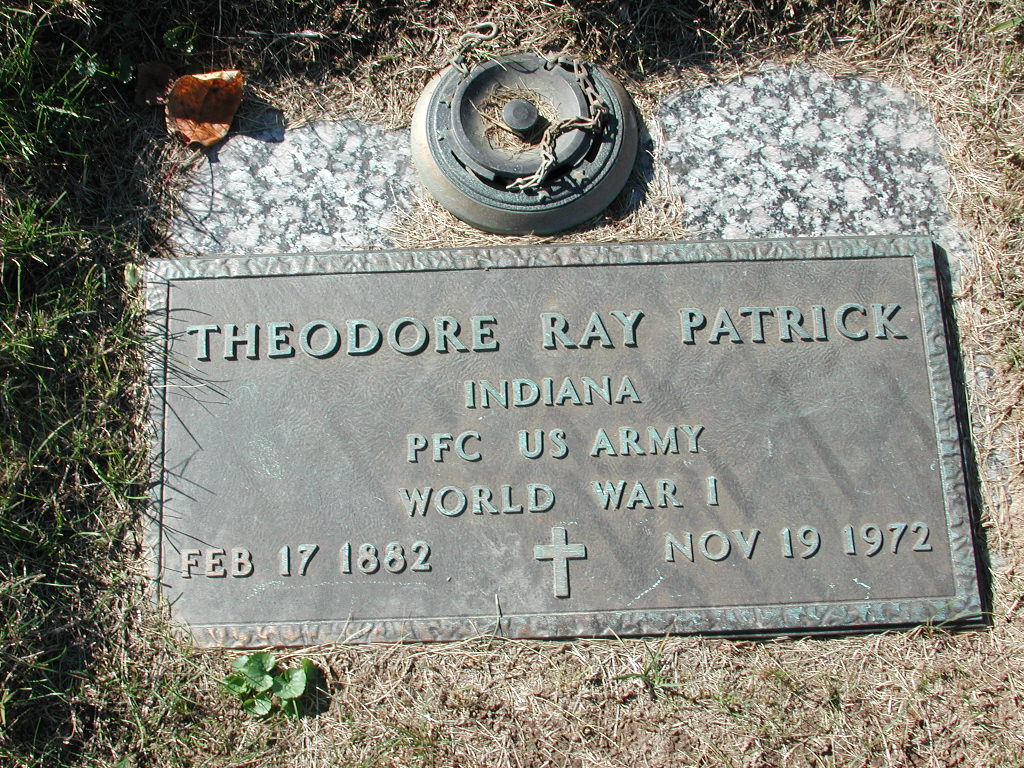 THEODORE RAY PATRICK
INDIANA
PFC US ARMY
WORLD WAR I
FEB 17 1882 NOV 19 1972